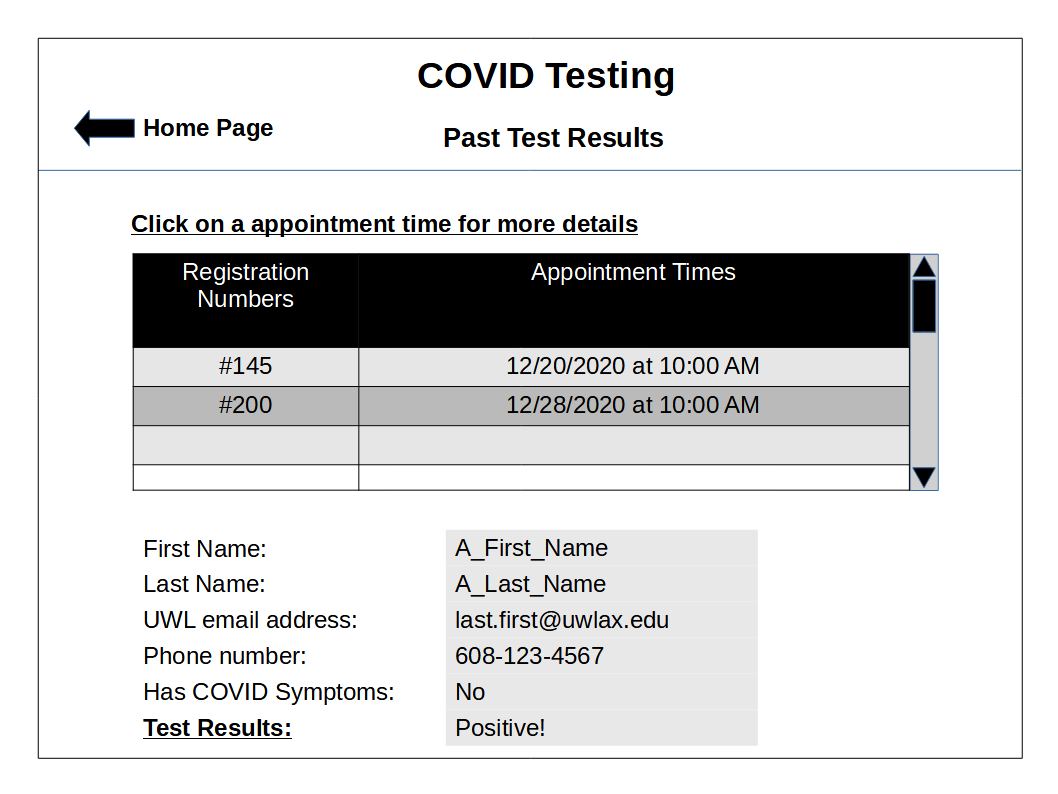 COVID Testing
Home Page
Past Test Results
Click on a appointment time for more details
Registration Numbers Appointment Times
#145 12/20/2020 at 10:00 AM
#200 12/28/2020 at 10:00 AM
First Name: A_First_Name
Last Name: A_Last_Name
UWL email address: last.first@uwlax.edu
Phone number: 608-123-4567
Has COVID Symptoms: No
Test Results: Positive!